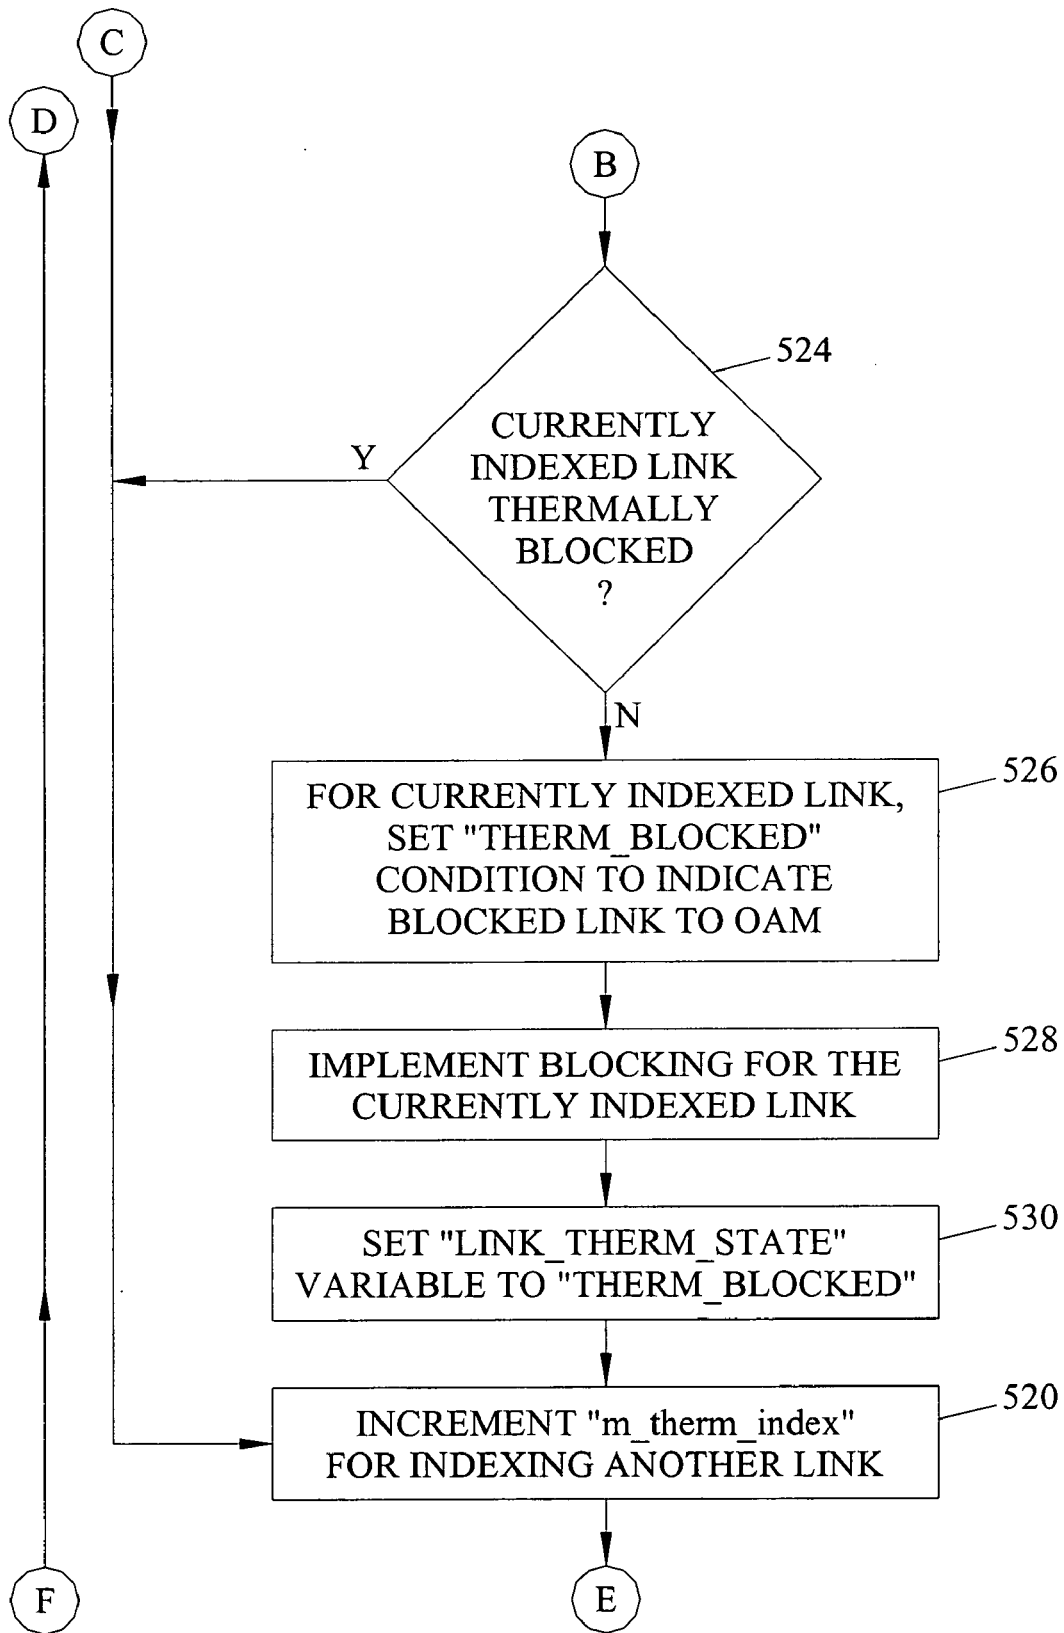 C
D
B
524
CURRENTLY
INDEXED LINK
THERMALLY
BLOCKED
?
Y
N
526
FOR CURRENTLY INDEXED LINK,
SET "THERM_BLOCKED"
CONDITION TO INDICATE
BLOCKED LINK TO OAM
528
IMPLEMENT BLOCKING FOR THE
CURRENTLY INDEXED LINK
530
SET "LINK_THERM_STATE"
VARIABLE TO "THERM_BLOCKED"
520
INCREMENT "m_therm_index"
FOR INDEXING ANOTHER LINK
F
E